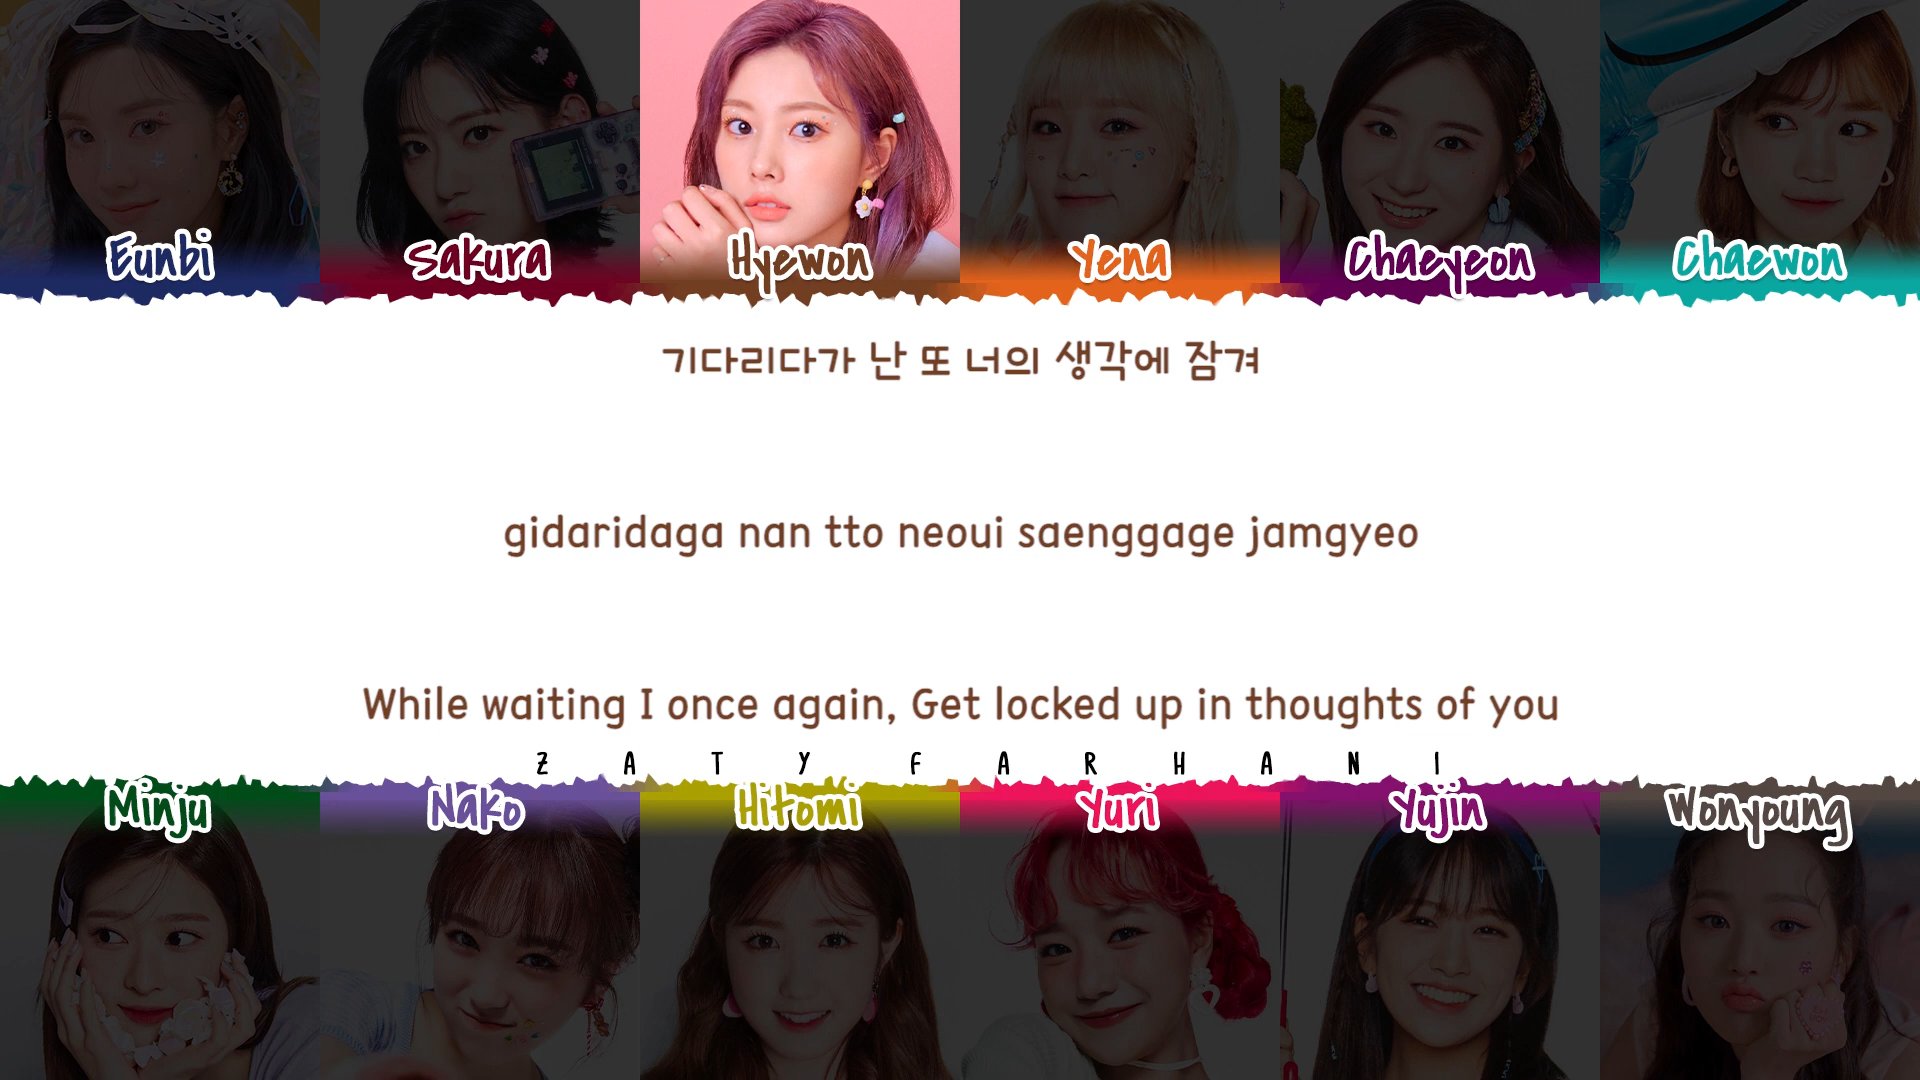 Eunbi
Sakura
Hyewon
Yena
Chaeyeon
Chaewon
기다리다가 난 또 너의 생각에 잠겨
gidaridaga nan tto neoui saenggage jamgyeo
While waiting I once again, Get locked up in thoughts of you
ZATY FARHANI
Minju
Nako
Hitomi
Yuri
Yujin
Wonyoung